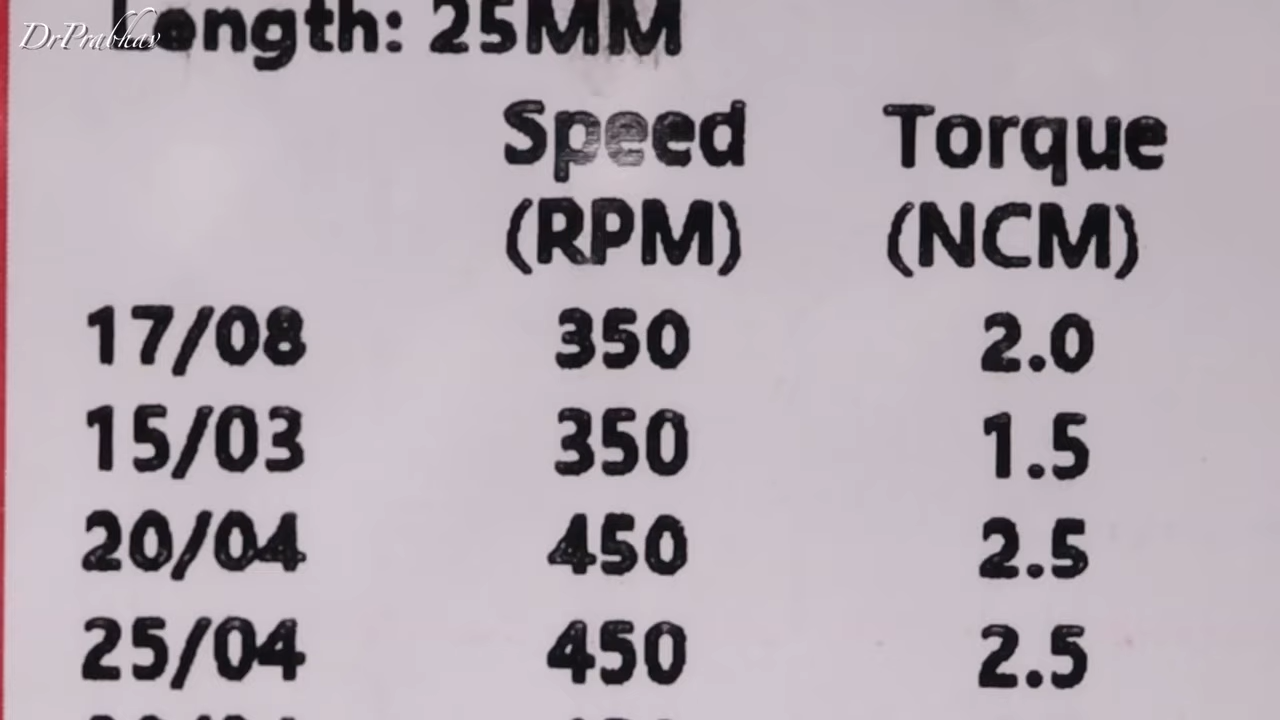 DrPrabhav
Length: 25MM
Speed Torque
(RPM) (NCM)
17/08 350 2.0
15/03 350 1.5
20/04 450 2.5
25/04 450 2.5